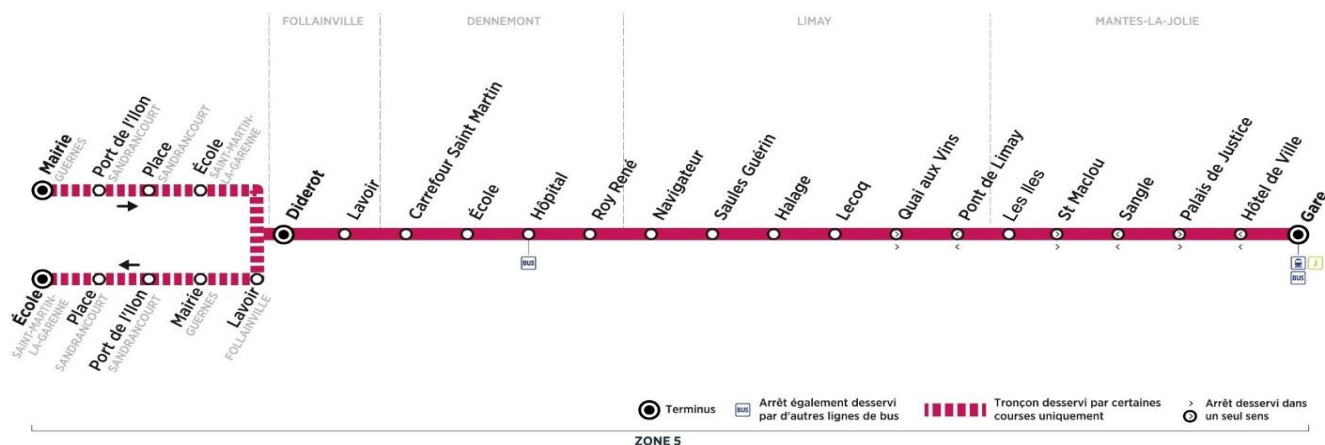 FOLLAINVILLE
DENNEMONT
LIMAY
MANTES-LA-JOLIE
Mairie
GUERNES
Port de l'Ilon
SANDRANCOURT
Place
SANDRANCOURT
École
SAINT-MARTIN-
LA-GARENNE
Diderot
Lavoir
Carrefour Saint Martin
École
Hôpital
Roy René
Navigateur
Saules Guérin
Halage
Lecoq
Quai aux Vins
Pont de Limay
Les Iles
St Maclou
Sangle
Palais de Justice
Hôtel de Ville
Gare
BUS
J
BUS
École
SAINT-MARTIN-
LA-GARENNE
Place
SANDRANCOURT
Port de l'Ilon
SANDRANCOURT
Mairie
GUERNES
Lavoir
FOLLAINVILLE
Terminus
BUS
Arrêt également desservi
par d'autres lignes de bus
Tronçon desservi par certaines
courses uniquement
Arrêt desservi dans
un seul sens
ZONE 5